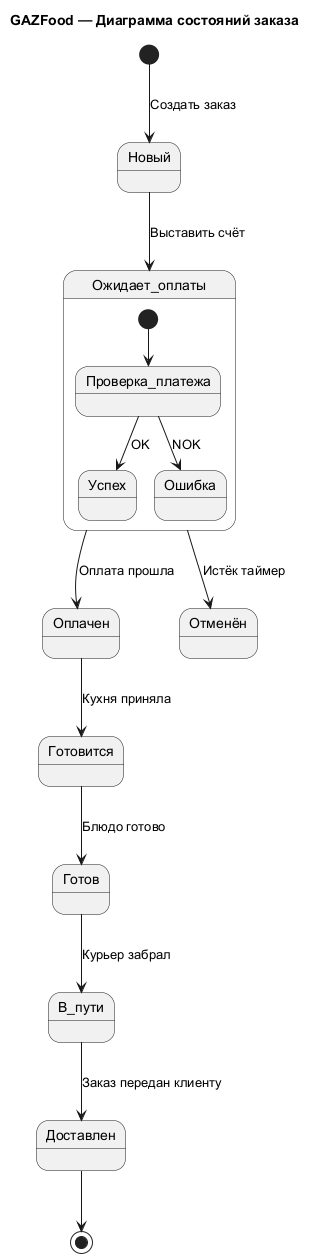 GAZFood — Диаграмма состояний заказа
Создать заказ
Новый
Выставить счёт
Ожидает_оплаты
Проверка_платежа
OK
NOK
Успех
Ошибка
Оплата прошла
Истёк таймер
Оплачен
Отменён
Кухня приняла
Готовится
Блюдо готово
Готов
Курьер забрал
В_пути
Заказ передан клиенту
Доставлен